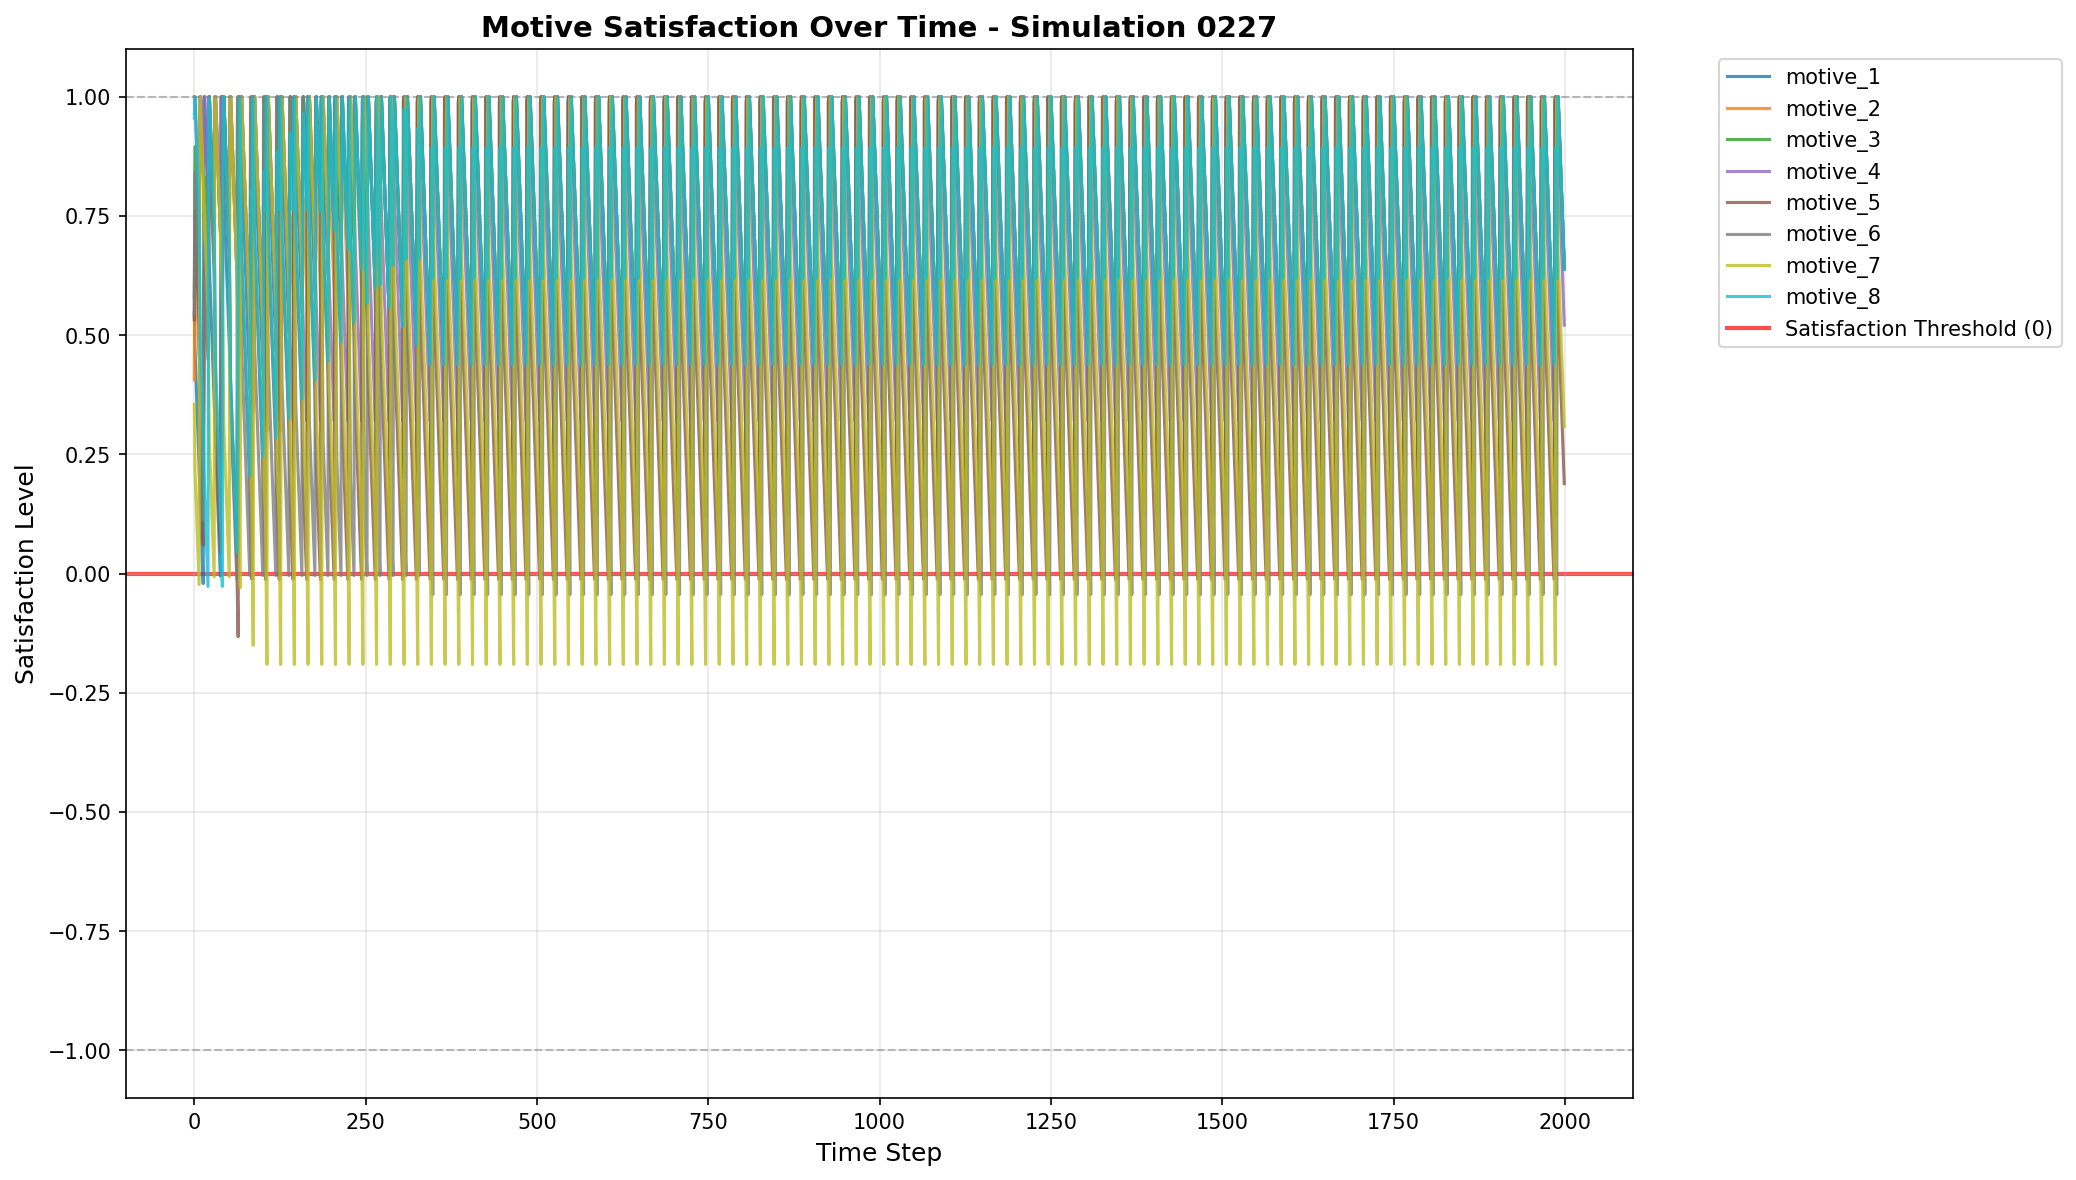 Motive Satisfaction Over Time - Simulation 0227
motive_1
motive_2
motive_3
motive_4
motive_5
motive_6
motive_7
motive_8
Satisfaction Threshold (0)
Satisfaction Level
1.00
0.75
0.50
0.25
0.00
−0.25
−0.50
−0.75
−1.00
0 250 500 750 1000 1250 1500 1750 2000
Time Step